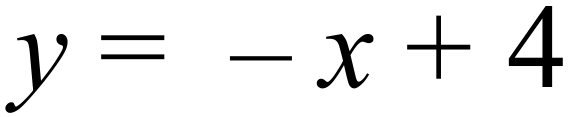 y = − x + 4